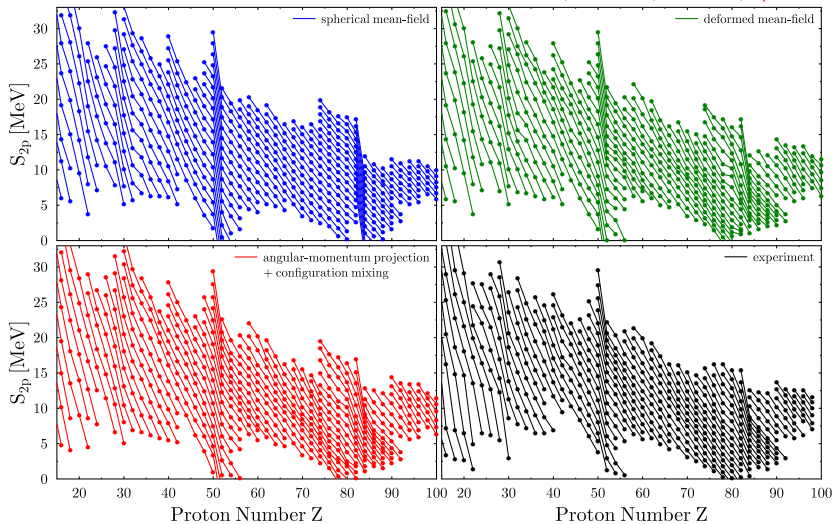 spherical mean-field
deformed mean-field
30
25
20
15
10
5
0
S2p [MeV]
angular-momentum projection
+ configuration mixing
experiment
30
25
20
15
10
5
0
S2p [MeV]
20 30 40 50 60 70 80 90 100 20 30 40 50 60 70 80 90 100
Proton Number Z Proton Number Z